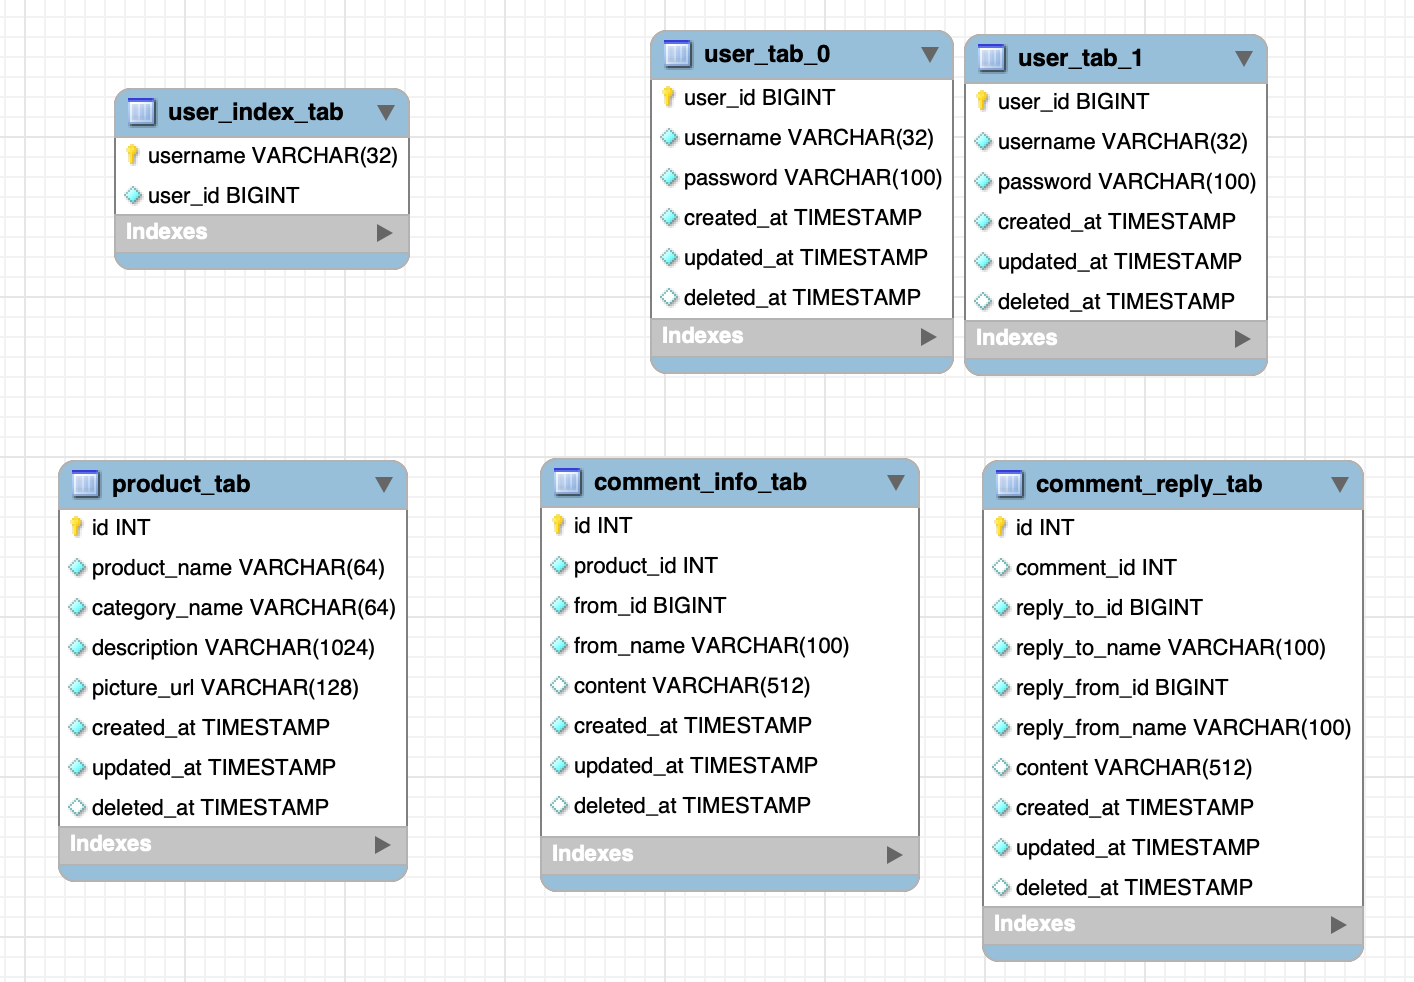 user_index_tab
username VARCHAR(32)
user_id BIGINT
Indexes
user_tab_0
user_id BIGINT
username VARCHAR(32)
password VARCHAR(100)
created_at TIMESTAMP
updated_at TIMESTAMP
deleted_at TIMESTAMP
Indexes
user_tab_1
user_id BIGINT
username VARCHAR(32)
password VARCHAR(100)
created_at TIMESTAMP
updated_at TIMESTAMP
deleted_at TIMESTAMP
Indexes
product_tab
id INT
product_name VARCHAR(64)
category_name VARCHAR(64)
description VARCHAR(1024)
picture_url VARCHAR(128)
created_at TIMESTAMP
updated_at TIMESTAMP
deleted_at TIMESTAMP
Indexes
comment_info_tab
id INT
product_id INT
from_id BIGINT
from_name VARCHAR(100)
content VARCHAR(512)
created_at TIMESTAMP
updated_at TIMESTAMP
deleted_at TIMESTAMP
Indexes
comment_reply_tab
id INT
comment_id INT
reply_to_id BIGINT
reply_to_name VARCHAR(100)
reply_from_id BIGINT
reply_from_name VARCHAR(100)
content VARCHAR(512)
created_at TIMESTAMP
updated_at TIMESTAMP
deleted_at TIMESTAMP
Indexes